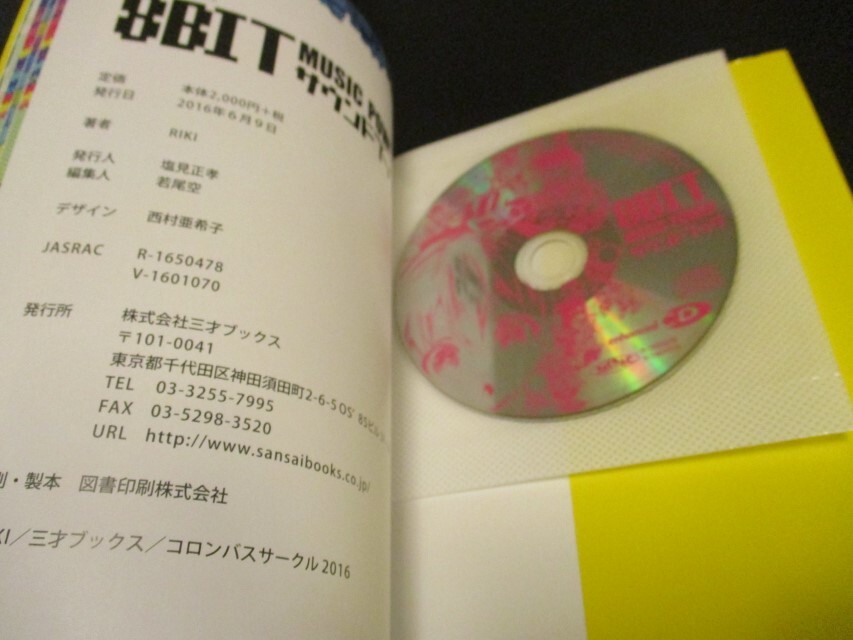 8BIT
MUSIC
サウンド
定価 本体2,000円+税
発行日 2016年6月9日
著者 RIKI
発行人 塩見正孝
編集人 若尾空
デザイン 西村亜希子
JASRAC R-1650478
V-1601070
発行所 株式会社三才ブックス
〒101-0041
東京都千代田区神田須田町2-6-5 OS' 85ビル
TEL 03-3255-7995
FAX 03-5298-3520
URL http://www.sansaibooks.co.jp/
・製本 図書印刷株式会社
／三才ブックス／コロンバスサークル2016
8BIT